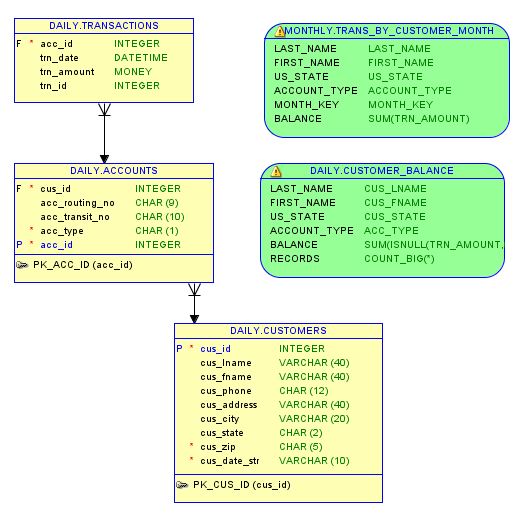 DAILY.TRANSACTIONS
F * acc_id INTEGER
trn_date DATETIME
trn_amount MONEY
trn_id INTEGER
MONTHLY.TRANS_BY_CUSTOMER_MONTH
LAST_NAME LAST_NAME
FIRST_NAME FIRST_NAME
US_STATE US_STATE
ACCOUNT_TYPE ACCOUNT_TYPE
MONTH_KEY MONTH_KEY
BALANCE SUM(TRN_AMOUNT)
DAILY.ACCOUNTS
F * cus_id INTEGER
acc_routing_no CHAR (9)
acc_transit_no CHAR (10)
* acc_type CHAR (1)
P * acc_id INTEGER
PK_ACC_ID (acc_id)
DAILY.CUSTOMER_BALANCE
LAST_NAME CUS_LNAME
FIRST_NAME CUS_FNAME
US_STATE CUS_STATE
ACCOUNT_TYPE ACC_TYPE
BALANCE SUM(ISNULL(TRN_AMOUNT,
RECORDS COUNT_BIG(*)
DAILY.CUSTOMERS
P * cus_id INTEGER
cus_lname VARCHAR (40)
cus_fname VARCHAR (40)
cus_phone CHAR (12)
cus_address VARCHAR (40)
cus_city VARCHAR (20)
cus_state CHAR (2)
* cus_zip CHAR (5)
* cus_date_str VARCHAR (10)
PK_CUS_ID (cus_id)